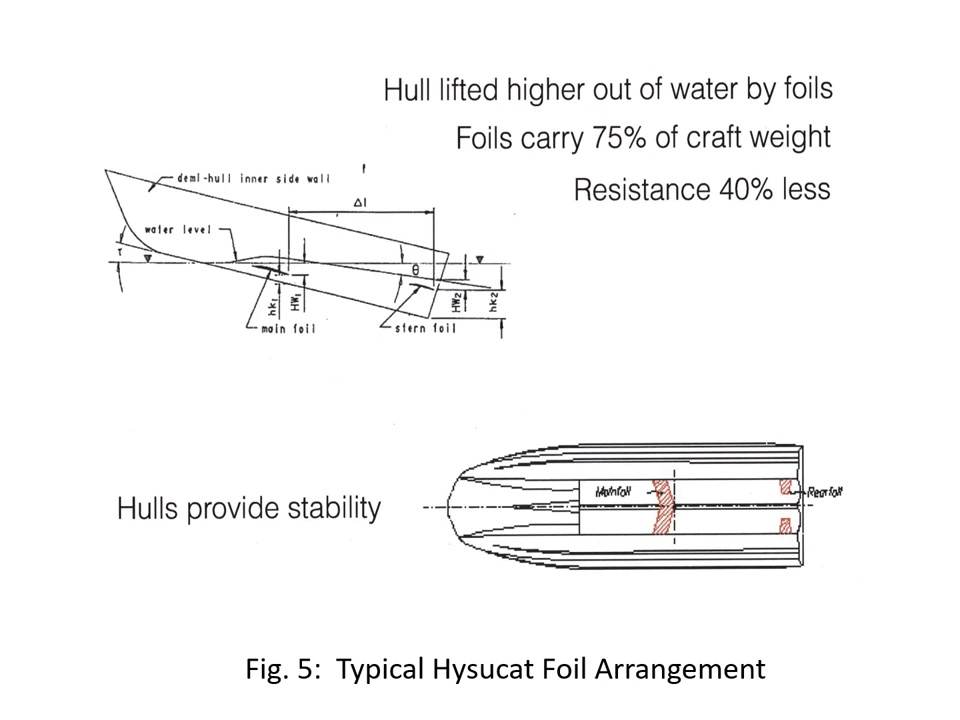 Hull lifted higher out of water by foils
Foils carry 75% of craft weight
Resistance 40% less
demi-hull inner side wall
Δl
water level
τ
θ
hk1
HW1
HW2
hk2
main foil
stern foil
Hulls provide stability
Mainfoil
Rearfoil
Fig. 5: Typical Hysucat Foil Arrangement